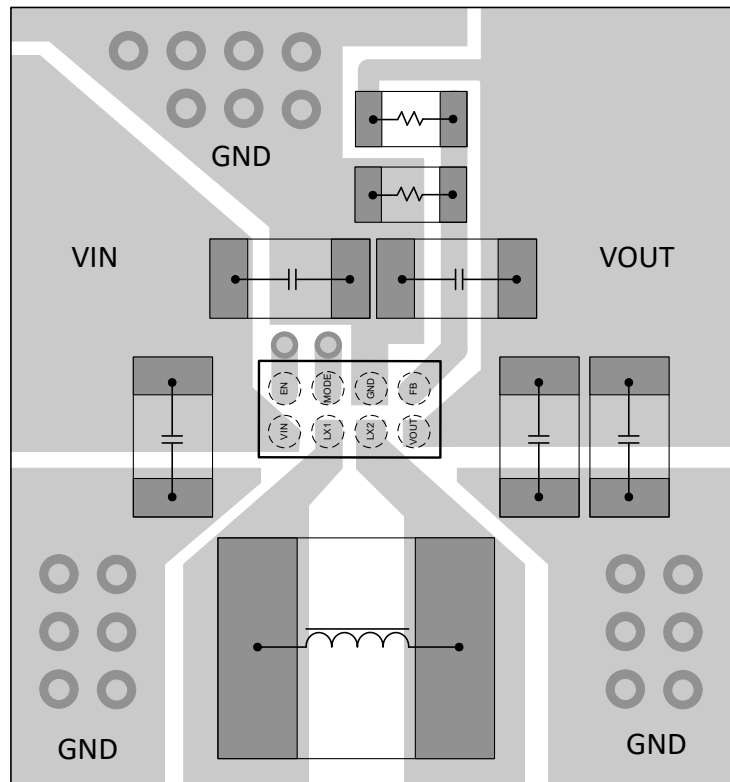 GND
VIN
VOUT
EN
MODE
GND
FB
VIN
LX1
LX2
VOUT
GND
GND